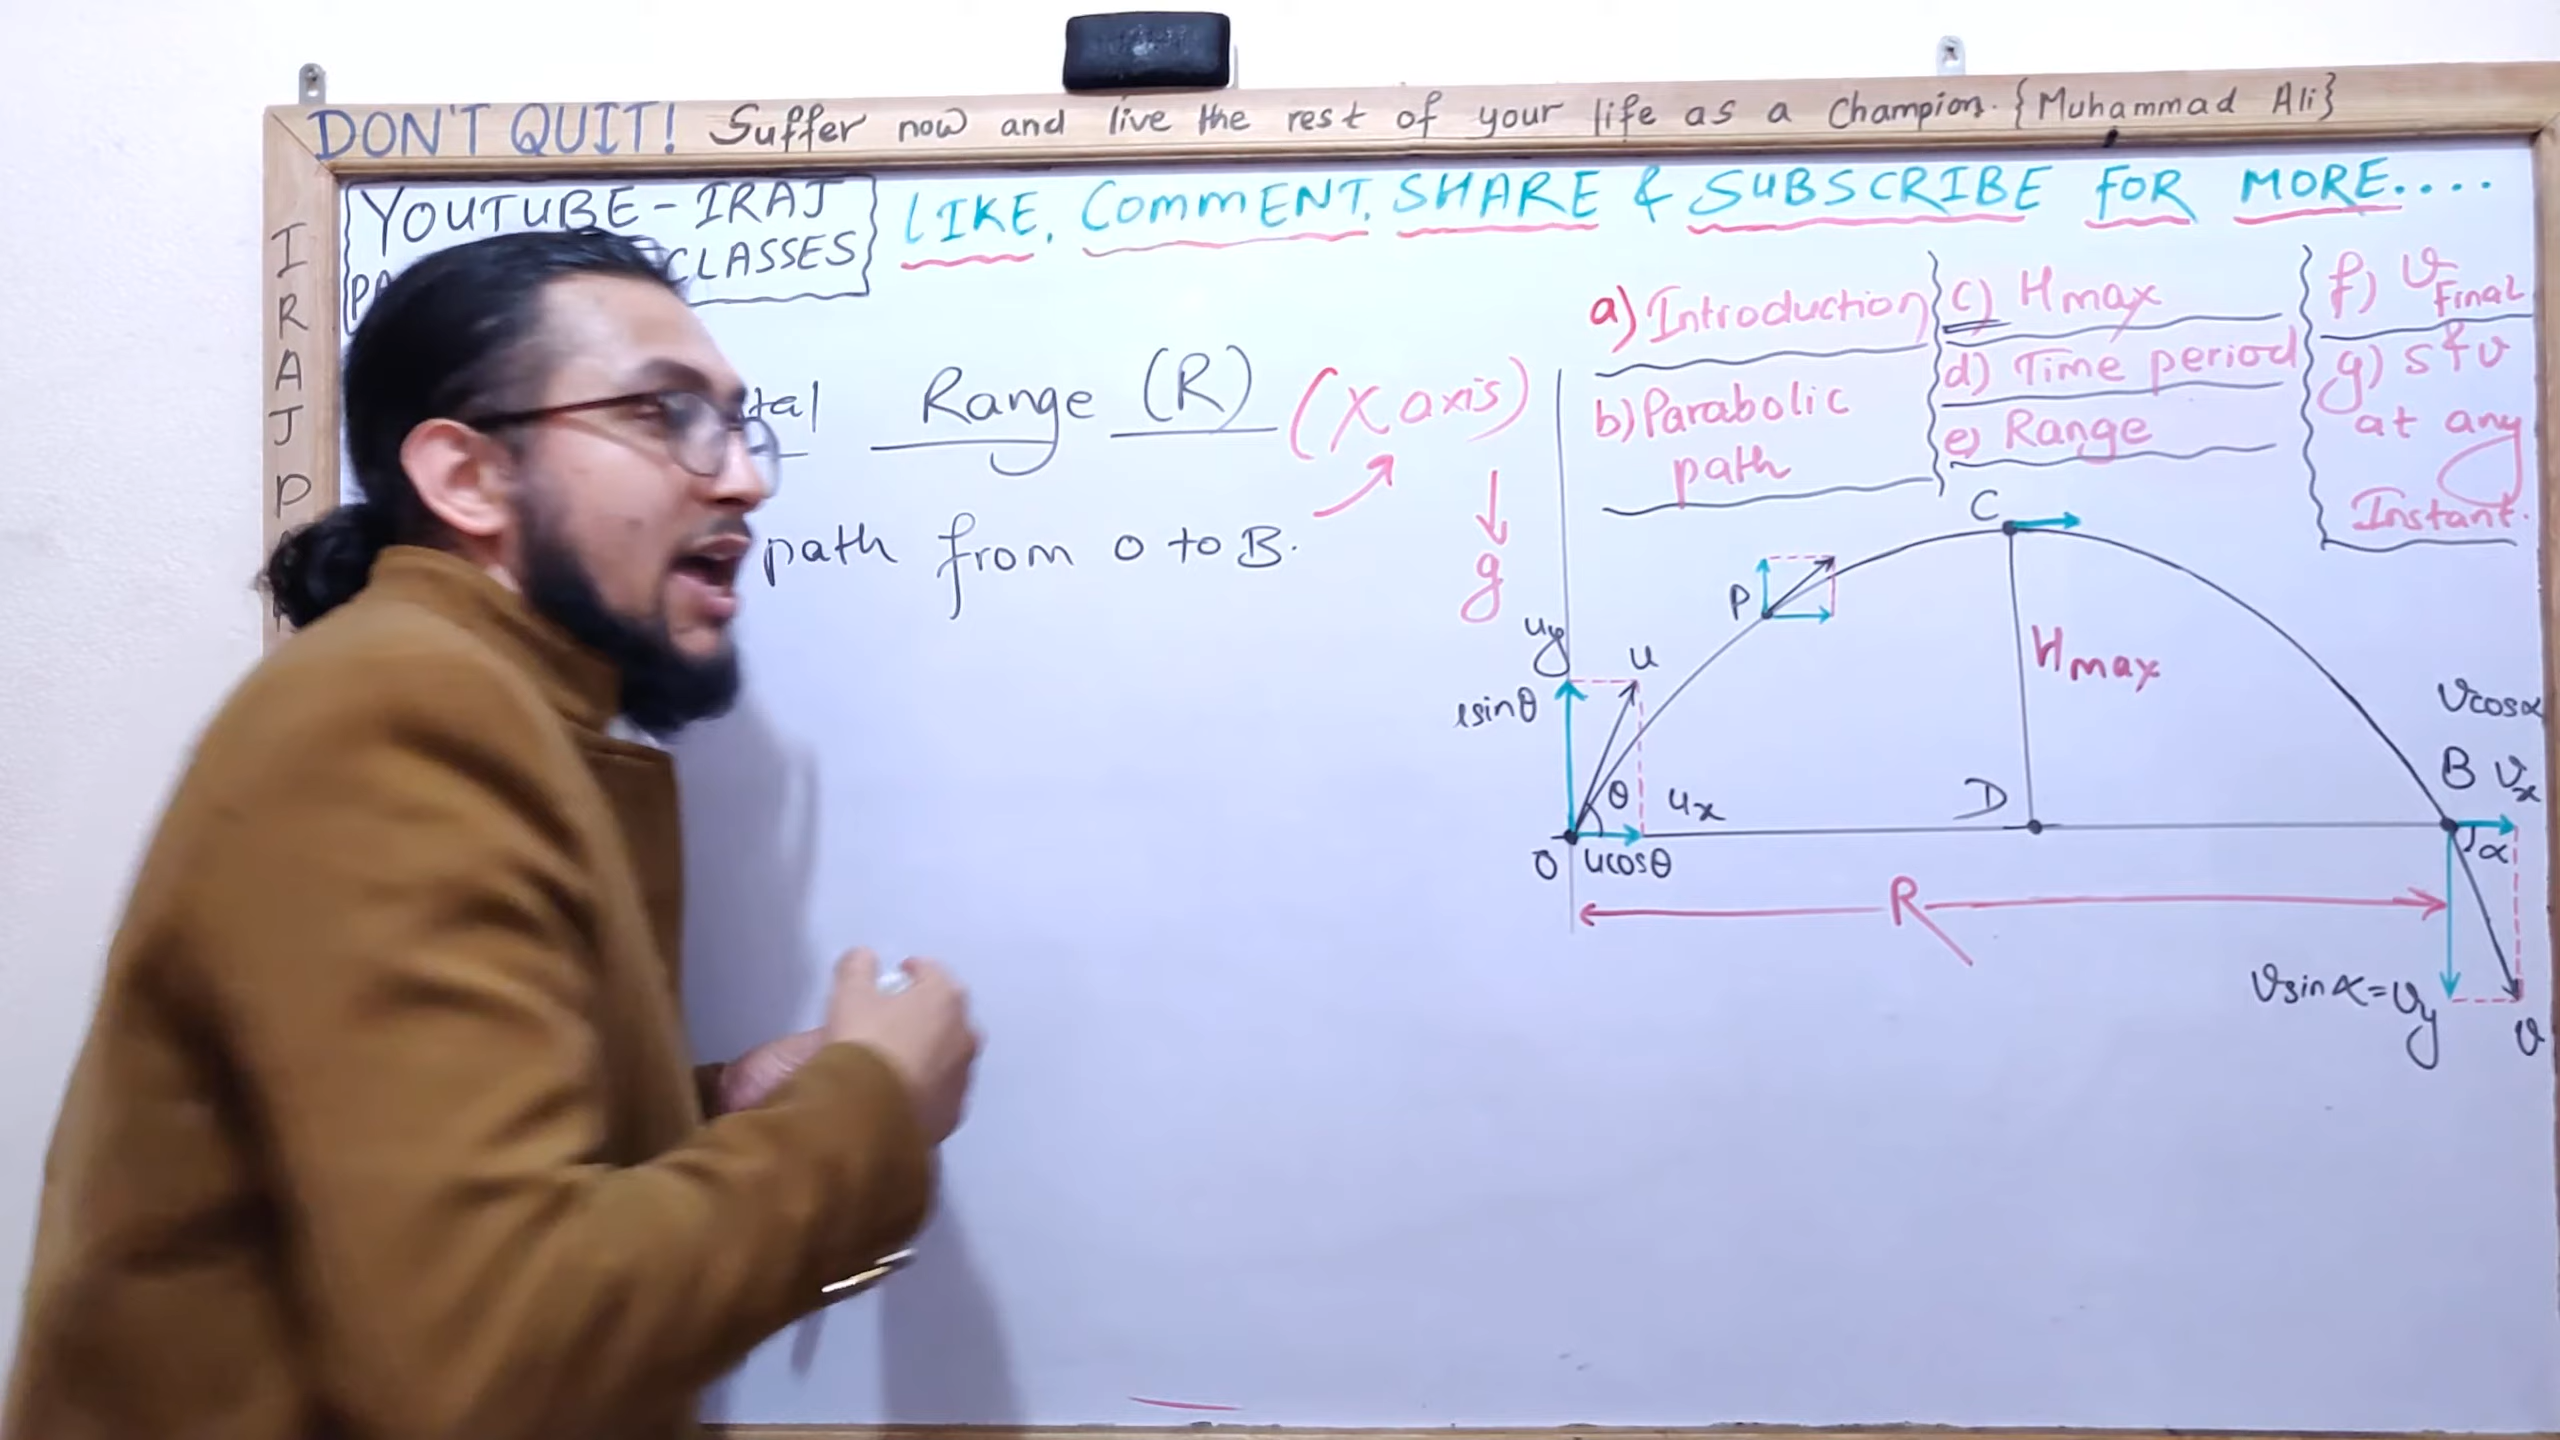 DON'T QUIT! Suffer now and live the rest of your life as a Champion. {Muhammad Ali}
YOUTUBE - IRAJ
CLASSES
LIKE, COMMENT, SHARE & SUBSCRIBE FOR MORE....
I
R
A
J
P
a) Introduction
b) Parabolic
path
c) Hmax
d) Time period
e) Range
f) vFinal
g) s & v
at any
Instant.
Range (R) (X axis)
path from O to B.
g
C
P
uy
u
usinθ
Hmax
θ
ux
D
O
ucosθ
vcosα
B vx
α
R
vsinα = vy
v